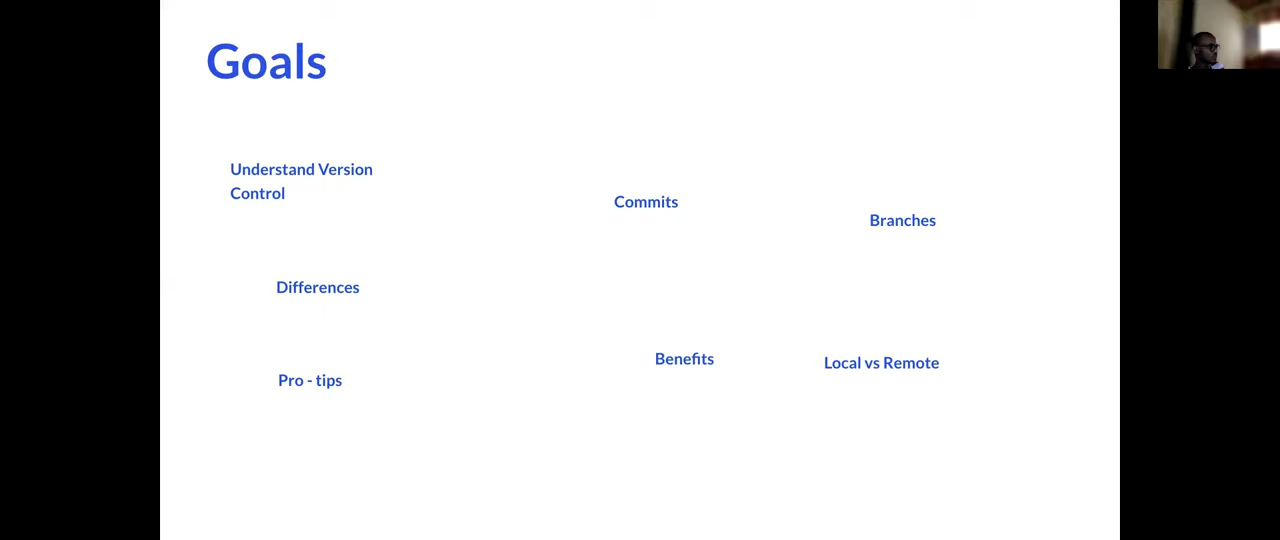 Goals
Understand Version
Control
Commits
Branches
Differences
Benefits
Local vs Remote
Pro - tips